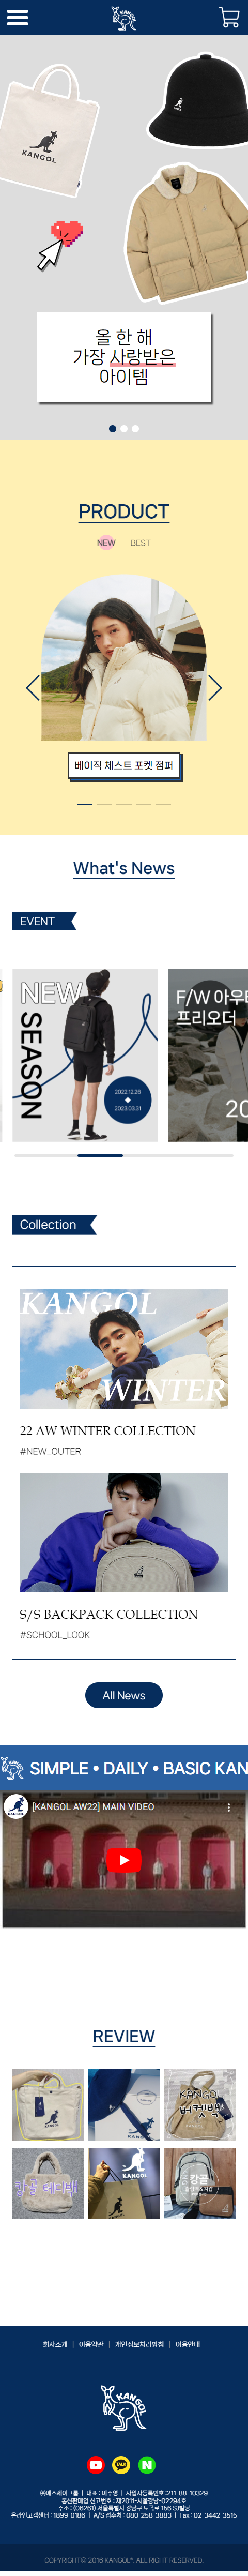 KANGOL
KANGOL
올 한 해
가장 사랑받은
아이템
PRODUCT
NEW BEST
베이직 체스트 포켓 점퍼
What's News
EVENT
NEW
SEASON
2022.12.26
2023.03.31
F/W 아우
프리오더
20
Collection
KANGOL
WINTER
22 AW WINTER COLLECTION
#NEW_OUTER
S/S BACKPACK COLLECTION
#SCHOOL_LOOK
All News
SIMPLE • DAILY • BASIC KAN
[KANGOL AW22] MAIN VIDEO
REVIEW
KANGOL
버켓백
캉골 테디백
KANGOL
캉골
회사소개 | 이용약관 | 개인정보처리방침 | 이용안내
KANGOL
TALK
N
㈜에스제이그룹 | 대표 : 이주영 | 사업자등록번호 :211-88-10329
통신판매업 신고번호 : 제2011-서울강남-02294호
주소 : (06261) 서울특별시 강남구 도곡로 156 SJ빌딩
온라인고객센터 : 1899-0186 | A/S 접수처 : 080-258-3883 | Fax : 02-3442-3515
COPYRIGHT© 2016 KANGOL®. ALL RIGHT RESERVED.